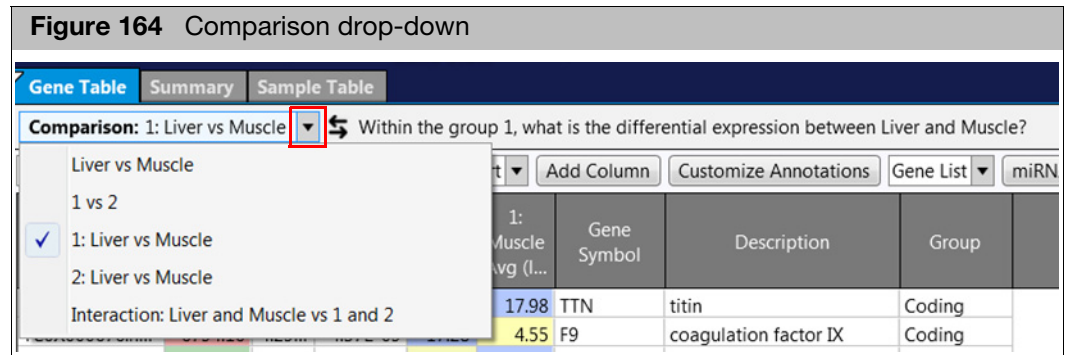 Figure 164 Comparison drop-down
Gene Table Summary Sample Table
Comparison: 1: Liver vs Muscle Within the group 1, what is the differential expression between Liver and Muscle?
Liver vs Muscle
1 vs 2
1: Liver vs Muscle
2: Liver vs Muscle
Interaction: Liver and Muscle vs 1 and 2
Add Column Customize Annotations Gene List
1: Muscle Avg (l... Gene Symbol Description Group
17.98 TTN titin Coding
4.55 F9 coagulation factor IX Coding